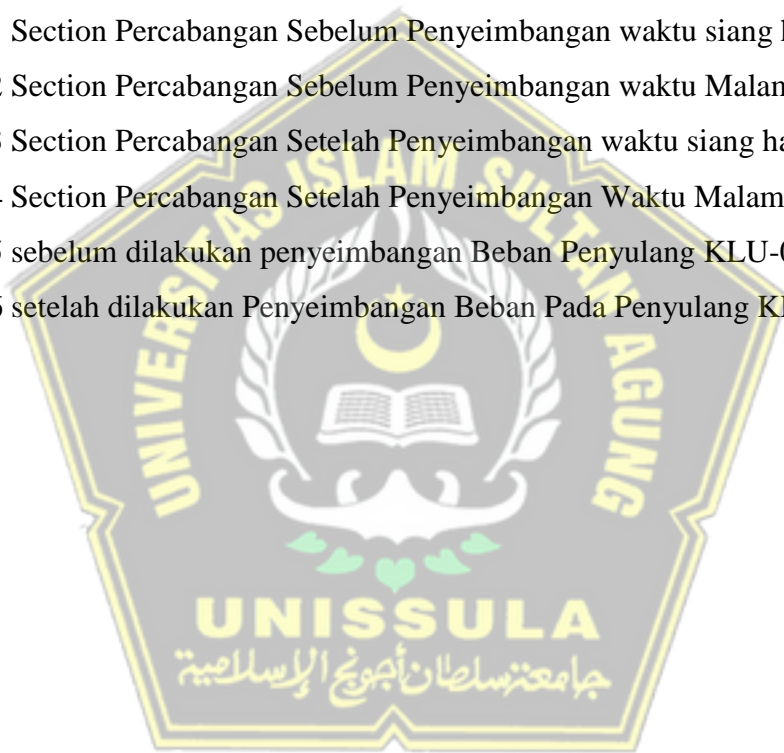 Section Percabangan Sebelum Penyeimbangan waktu siang
Section Percabangan Sebelum Penyeimbangan waktu Malam
Section Percabangan Setelah Penyeimbangan waktu siang
Section Percabangan Setelah Penyeimbangan Waktu Malam
sebelum dilakukan penyeimbangan Beban Penyulang
setelah dilakukan Penyeimbangan Beban Pada Penyulang
UNIVERSITAS ISLAM SULTAN AGUNG
UNISSULA
جامعة سلطان أجونج الإسلامية